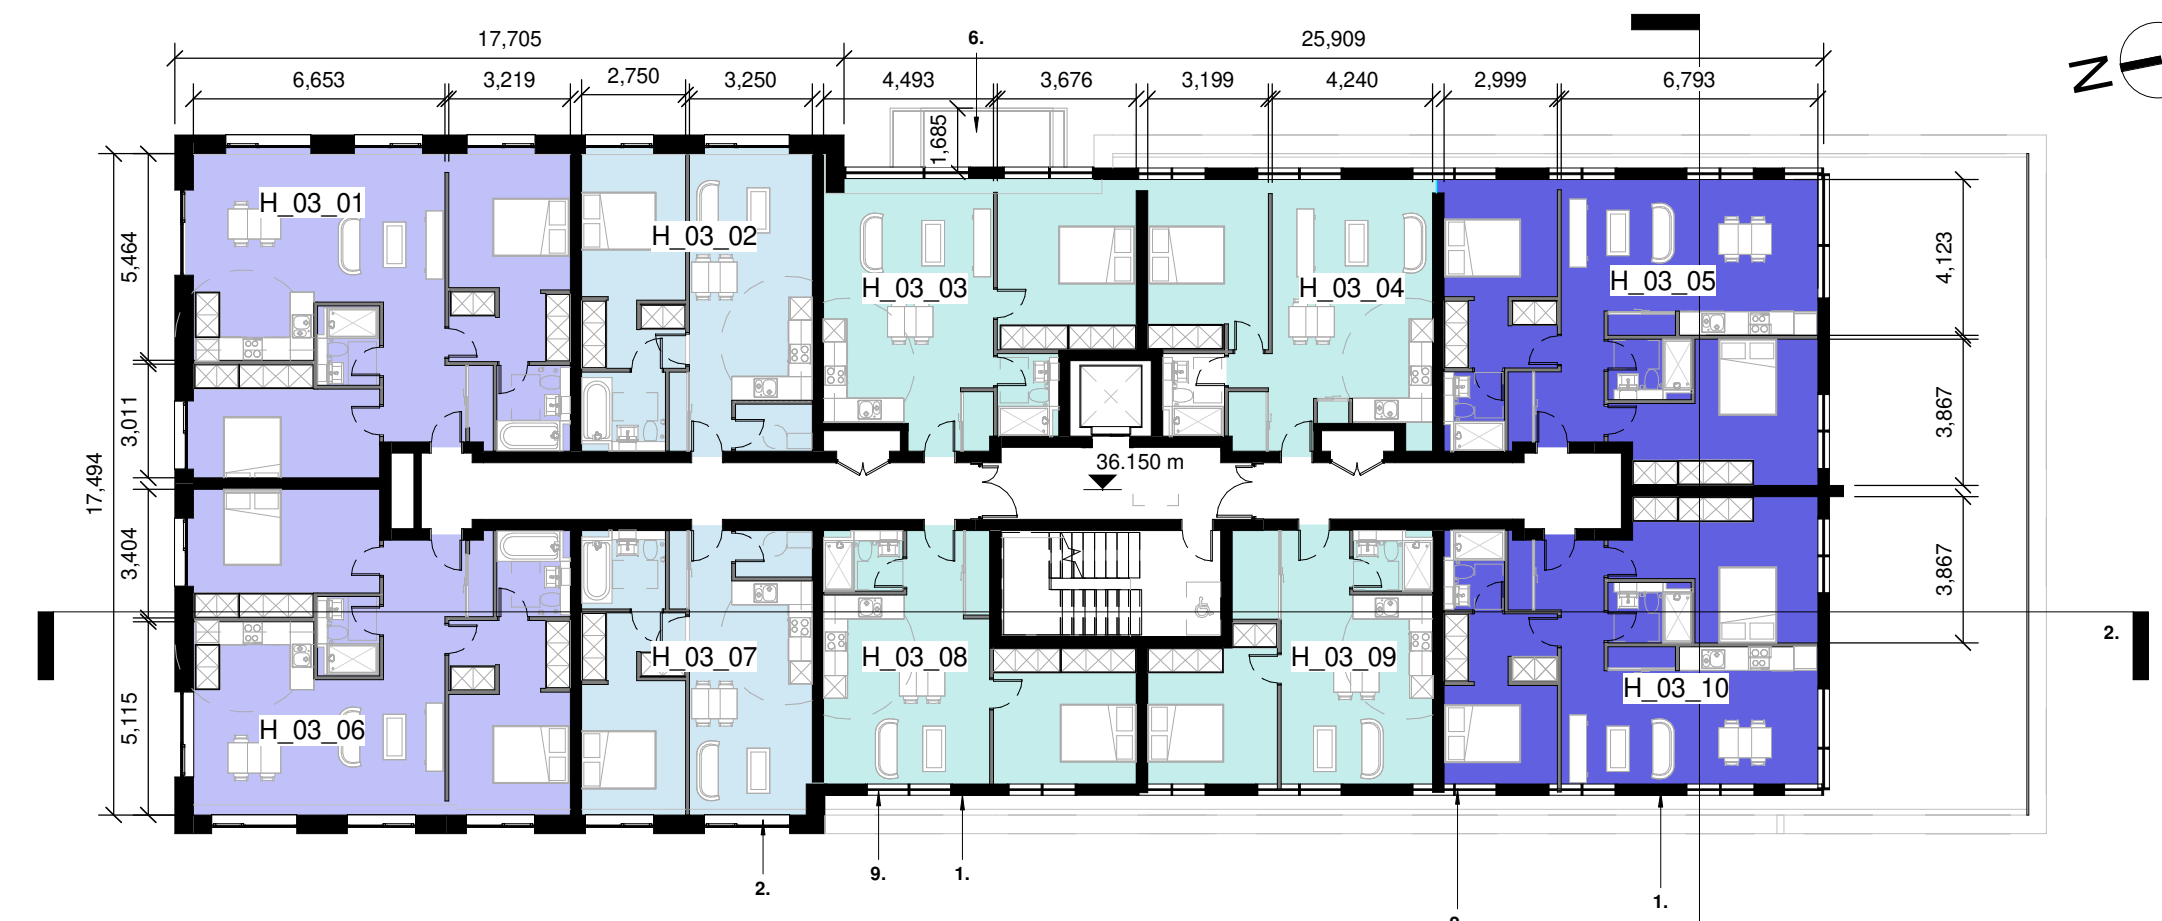 17,705
6.
25,909
6,653
3,219
2,750
3,250
4,493
3,676
3,199
4,240
2,999
6,793
N
1,685
H_03_01
H_03_02
H_03_03
H_03_04
H_03_05
5,464
4,123
3,011
3,867
17,494
36.150 m
3,404
3,867
2.
H_03_06
H_03_07
H_03_08
H_03_09
H_03_10
5,115
2.
9.
1.
1.